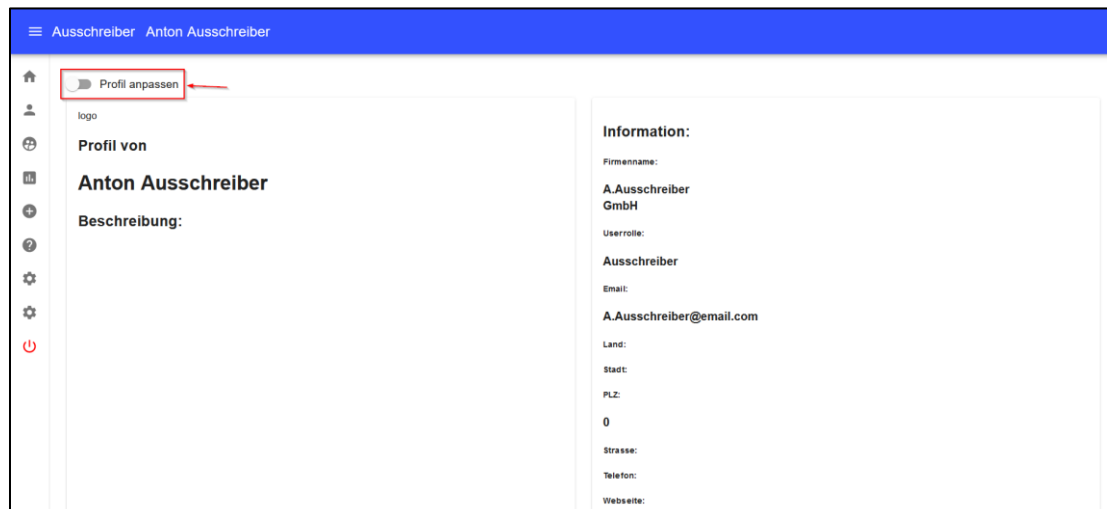 Ausschreiber Anton Ausschreiber
Profil anpassen
logo
Profil von
Anton Ausschreiber
Beschreibung:
Information:
Firmenname:
A.Ausschreiber
GmbH
Userrolle:
Ausschreiber
Email:
A.Ausschreiber@email.com
Land:
Stadt:
PLZ:
0
Strasse:
Telefon:
Webseite: